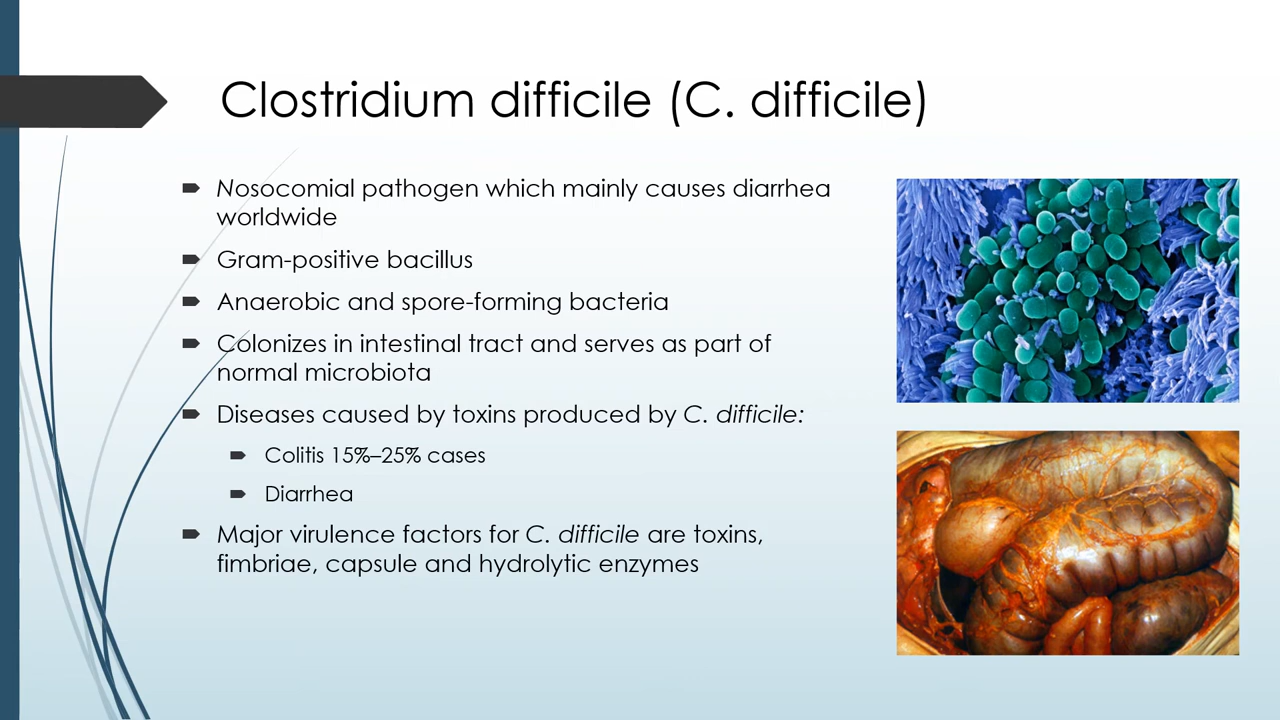 Clostridium difficile (C. difficile)
Nosocomial pathogen which mainly causes diarrhea
worldwide
Gram-positive bacillus
Anaerobic and spore-forming bacteria
Colonizes in intestinal tract and serves as part of
normal microbiota
Diseases caused by toxins produced by C. difficile:
Colitis 15%–25% cases
Diarrhea
Major virulence factors for C. difficile are toxins,
fimbriae, capsule and hydrolytic enzymes